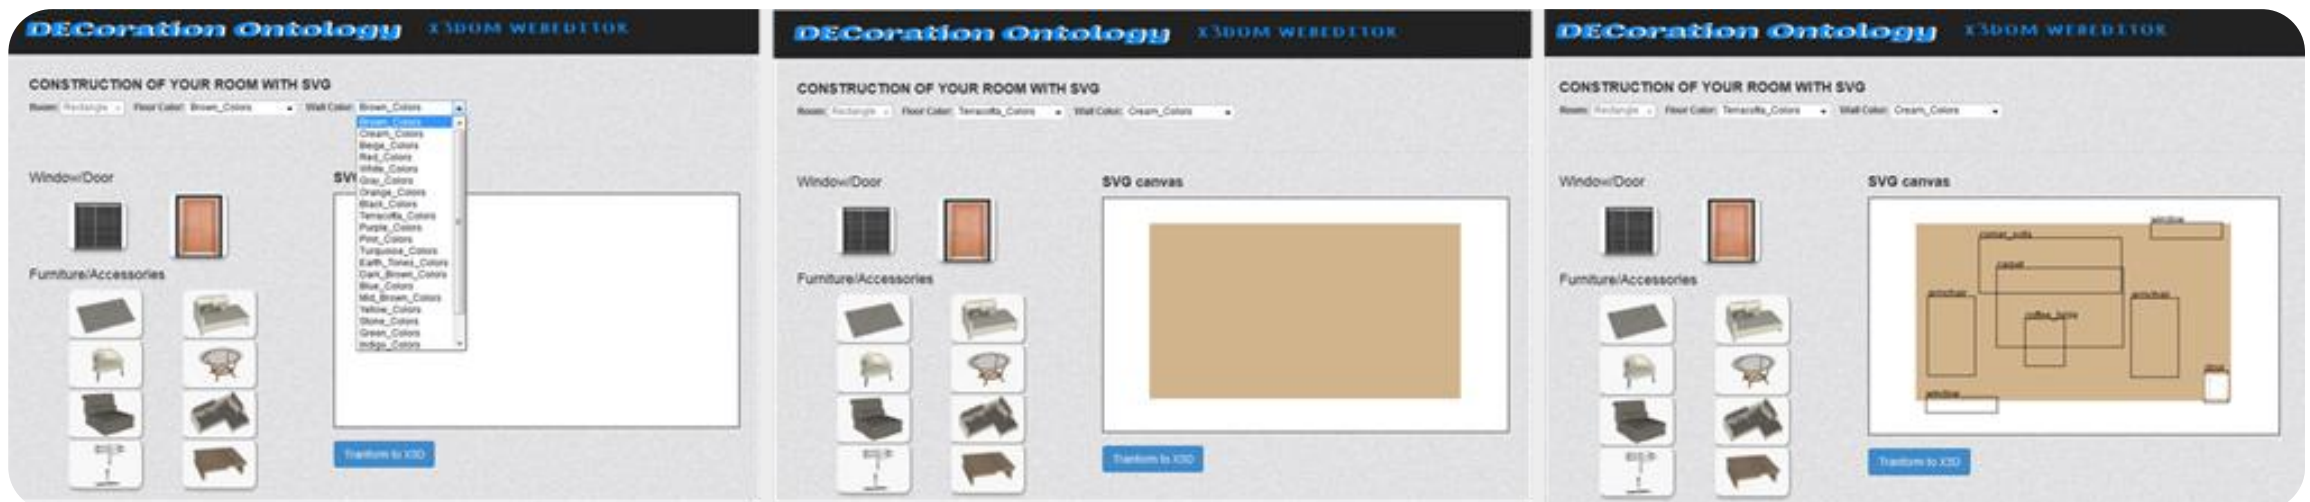 DECoration Ontology X3DOM WEBEDITOR
CONSTRUCTION OF YOUR ROOM WITH SVG
Room: Rectangle Floor Color: Brown_Colors Wall Color: Brown_Colors
Brown_Colors
Cream_Colors
Beige_Colors
Red_Colors
White_Colors
Gray_Colors
Orange_Colors
Black_Colors
Terracotta_Colors
Purple_Colors
Pink_Colors
Turquoise_Colors
Earth_Tones_Colors
Dark_Brown_Colors
Blue_Colors
Mid_Brown_Colors
Yellow_Colors
Stone_Colors
Green_Colors
Indigo_Colors
Window/Door
SV
Furniture/Accessories
Tranform to X3D
DECoration Ontology X3DOM WEBEDITOR
CONSTRUCTION OF YOUR ROOM WITH SVG
Room: Rectangle Floor Color: Terracotta_Colors Wall Color: Cream_Colors
Window/Door
SVG canvas
Furniture/Accessories
Tranform to X3D
DECoration Ontology X3DOM WEBEDITOR
CONSTRUCTION OF YOUR ROOM WITH SVG
Room: Rectangle Floor Color: Terracotta_Colors Wall Color: Cream_Colors
Window/Door
SVG canvas
window
corner_sofa
carpet
armchair
armchair
coffee_table
door
window
Furniture/Accessories
Tranform to X3D